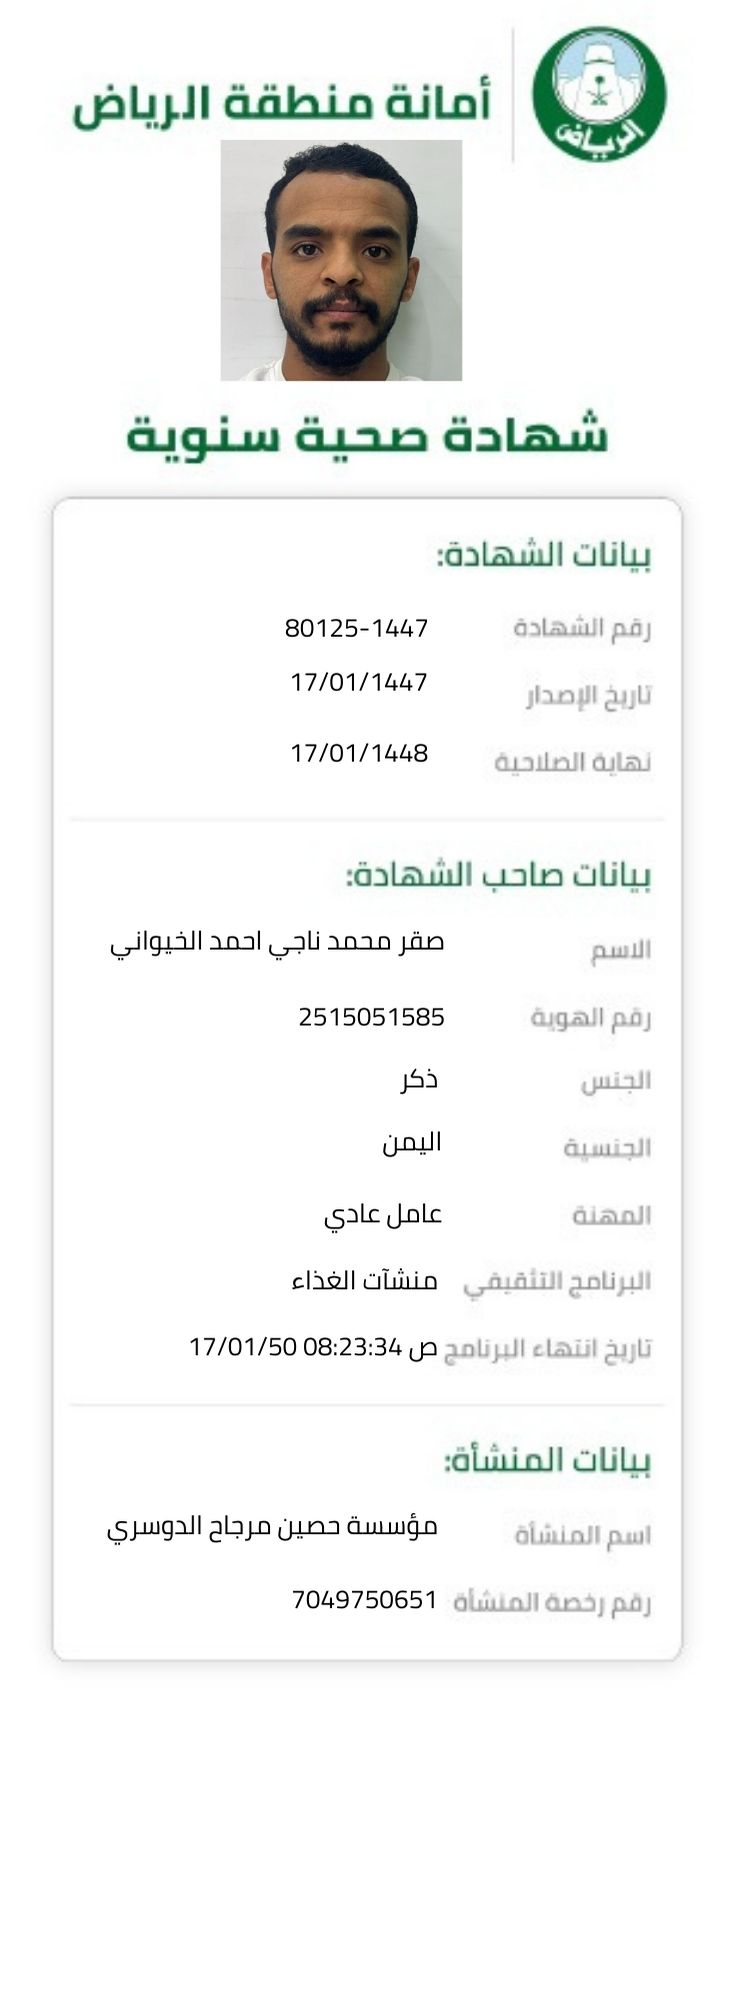 أمانة منطقة الرياض
الرياض
شهادة صحية سنوية
بيانات الشهادة:
رقم الشهادة 80125-1447
تاريخ الإصدار 17/01/1447
نهاية الصلاحية 17/01/1448
بيانات صاحب الشهادة:
الاسم صقر محمد ناجي احمد الخيواني
رقم الهوية 2515051585
الجنس ذكر
الجنسية اليمن
المهنة عامل عادي
البرنامج التثقيفي منشآت الغذاء
تاريخ انتهاء البرنامج ص 08:23:34 17/01/50
بيانات المنشأة:
اسم المنشأة مؤسسة حصين مرجاح الدوسري
رقم رخصة المنشأة 7049750651